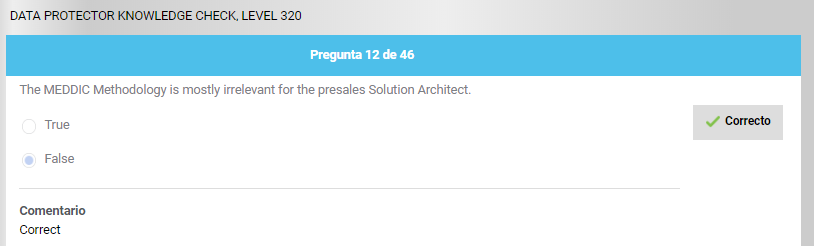 DATA PROTECTOR KNOWLEDGE CHECK, LEVEL 320
Pregunta 12 de 46
The MEDDIC Methodology is mostly irrelevant for the presales Solution Architect.
True
Correcto
False
Comentario
Correct